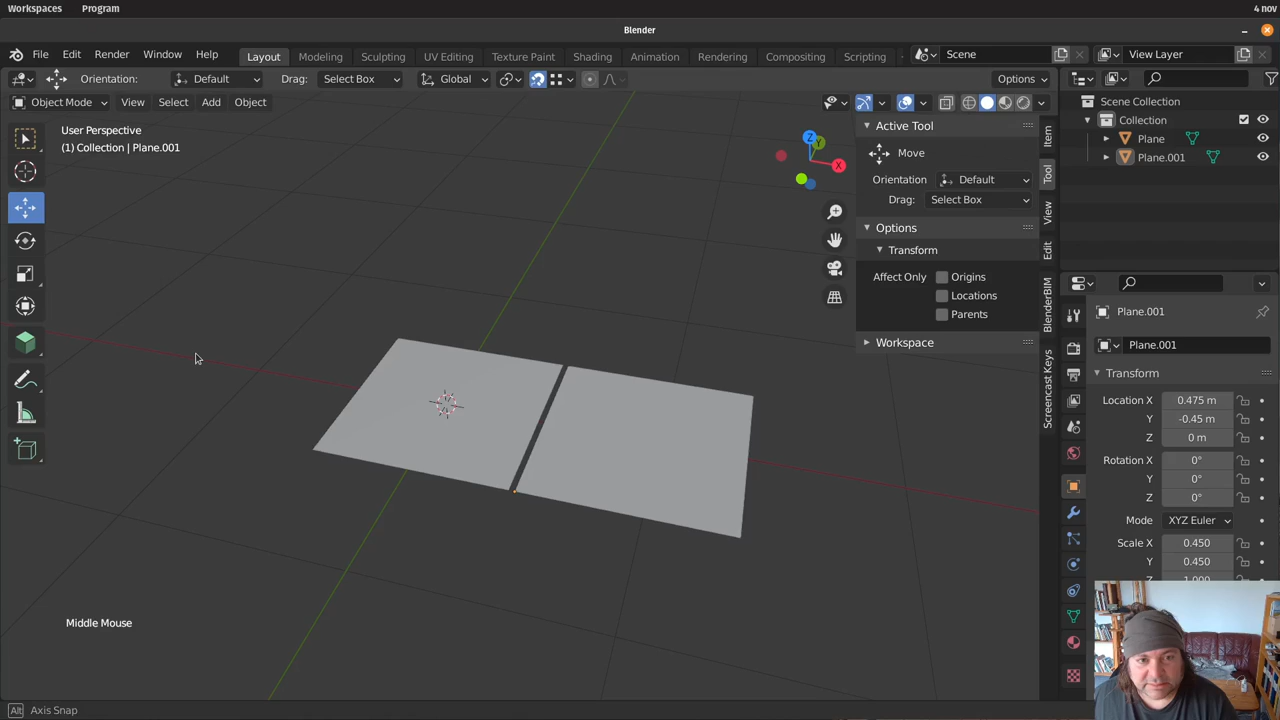 Workspaces Program 4 nov
Blender
File Edit Render Window Help Layout Modeling Sculpting UV Editing Texture Paint Shading Animation Rendering Compositing Scripting Scene View Layer
Orientation: Default Drag: Select Box Global Options
Object Mode View Select Add Object
User Perspective
(1) Collection | Plane.001
Z
Y
X
Active Tool
Move
Orientation Default
Drag: Select Box
Options
Transform
Affect Only Origins
Locations
Parents
Workspace
Item
Tool
View
Edit
BlenderBIM
Screencast Keys
Scene Collection
Collection
Plane
Plane.001
Plane.001
Plane.001
Transform
Location X 0.475 m
Y -0.45 m
Z 0 m
Rotation X 0°
Y 0°
Z 0°
Mode XYZ Euler
Scale X 0.450
Y 0.450
Z 1.000
Middle Mouse
Alt Axis Snap